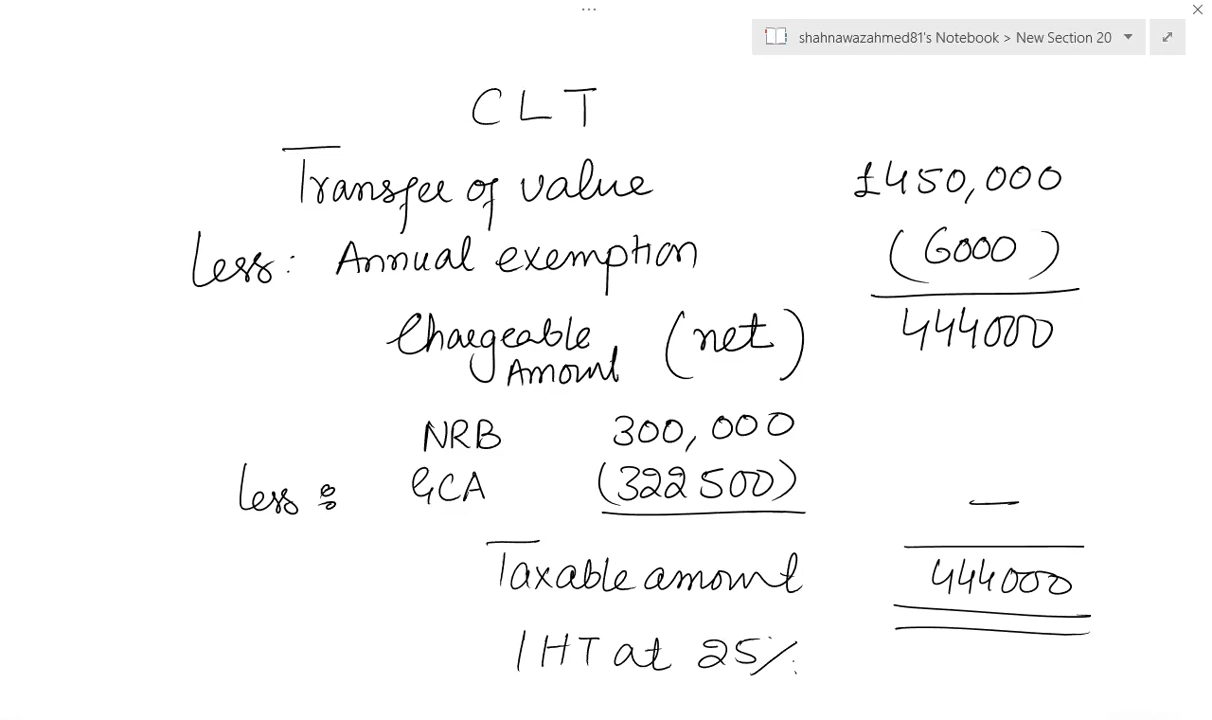 ...
shahnawazahmed81's Notebook > New Section 20
CLT
Transfer of value £450,000
Less: Annual exemption (6000)
Chargeable Amount (net) 444000
NRB 300,000
Less: GCA (322500) —
Taxable amount 444000
IHT at 25%